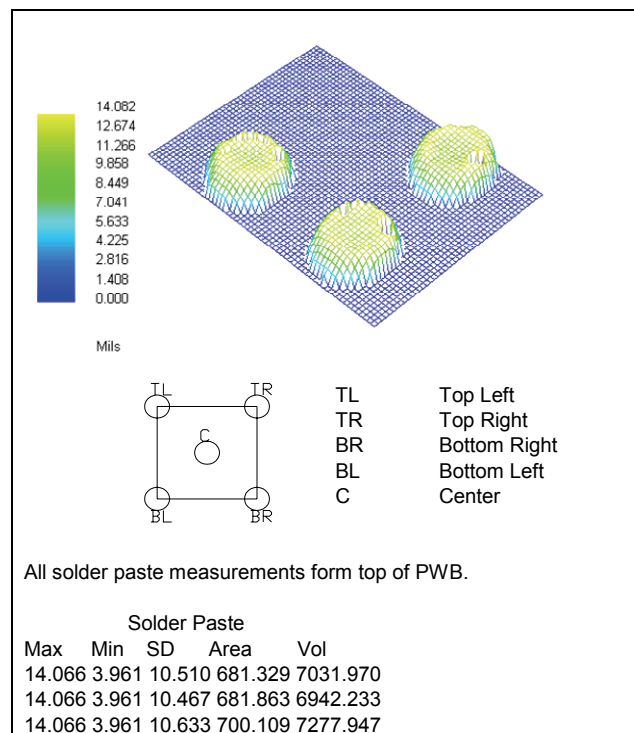 14.082
12.674
11.266
9.858
8.449
7.041
5.633
4.225
2.816
1.408
0.000
Mils
TL TR
C
BL BR
TL Top Left
TR Top Right
BR Bottom Right
BL Bottom Left
C Center
All solder paste measurements form top of PWB.
Solder Paste
Max Min SD Area Vol
14.066 3.961 10.510 681.329 7031.970
14.066 3.961 10.467 681.863 6942.233
14.066 3.961 10.633 700.109 7277.947